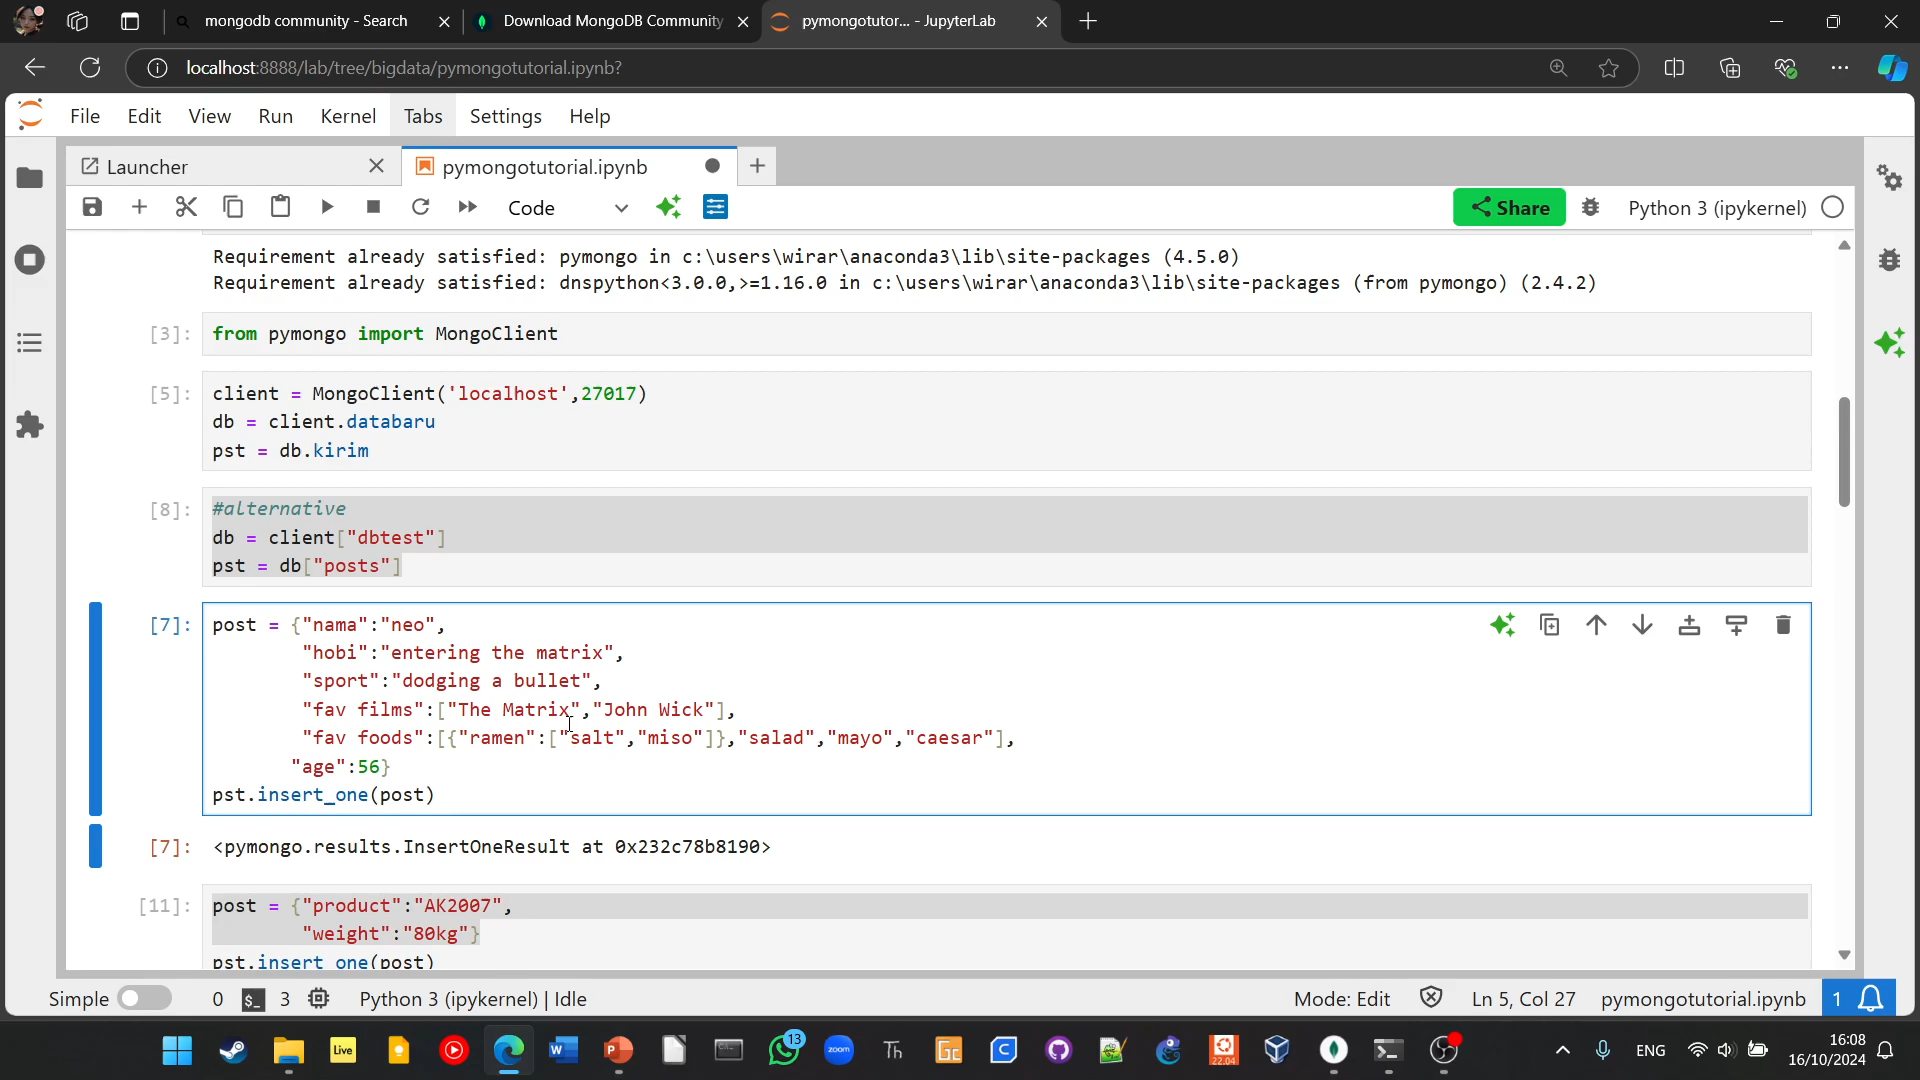 mongodb community - Search
Download MongoDB Community
pymongotutor... - JupyterLab
localhost:8888/lab/tree/bigdata/pymongotutorial.ipynb?
File Edit View Run Kernel Tabs Settings Help
Launcher
pymongotutorial.ipynb
Code
Share
Python 3 (ipykernel)
Requirement already satisfied: pymongo in c:\users\wirar\anaconda3\lib\site-packages (4.5.0)
Requirement already satisfied: dnspython<3.0.0,>=1.16.0 in c:\users\wirar\anaconda3\lib\site-packages (from pymongo) (2.4.2)
[3]: from pymongo import MongoClient
[5]: client = MongoClient('localhost',27017)
db = client.databaru
pst = db.kirim
[8]: #alternative
db = client["dbtest"]
pst = db["posts"]
[7]: post = {"nama":"neo",
"hobi":"entering the matrix",
"sport":"dodging a bullet",
"fav films":["The Matrix","John Wick"],
"fav foods":[{"ramen":["salt","miso"]},"salad","mayo","caesar"],
"age":56}
pst.insert_one(post)
[7]: <pymongo.results.InsertOneResult at 0x232c78b8190>
[11]: post = {"product":"AK2007",
"weight":"80kg"}
pst.insert_one(post)
Simple 0 3 Python 3 (ipykernel) | Idle Mode: Edit Ln 5, Col 27 pymongotutorial.ipynb 1
Live
13
zoom
Th
Gc
22.04
ENG
16:08
16/10/2024